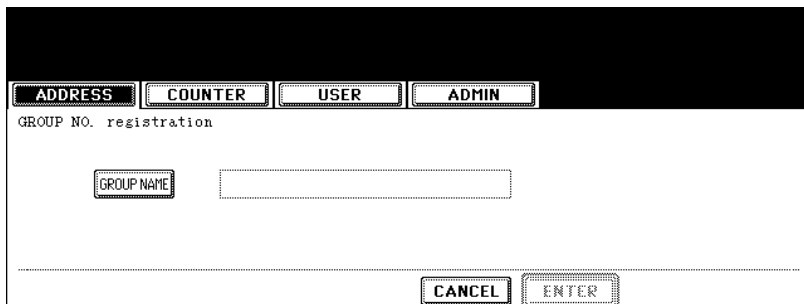 ADDRESS COUNTER USER ADMIN
GROUP NO. registration
GROUP NAME
CANCEL ENTER